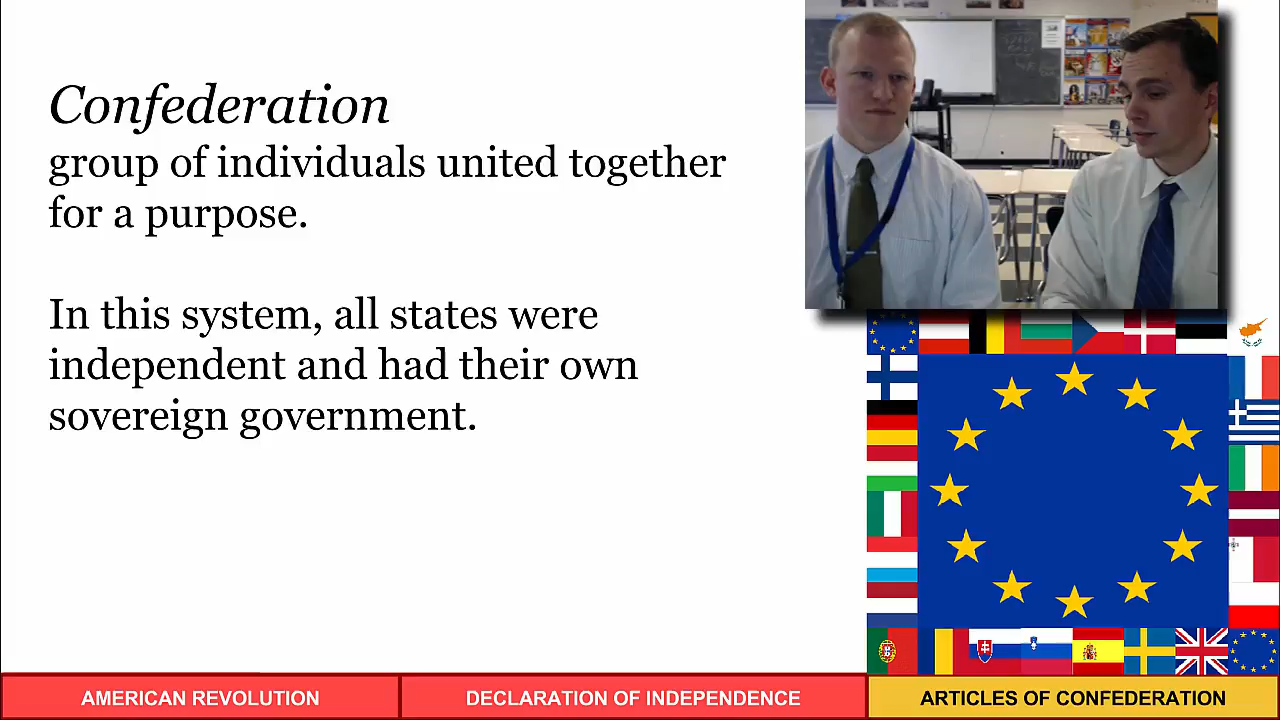 Confederation
group of individuals united together
for a purpose.
In this system, all states were
independent and had their own
sovereign government.
AMERICAN REVOLUTION
DECLARATION OF INDEPENDENCE
ARTICLES OF CONFEDERATION